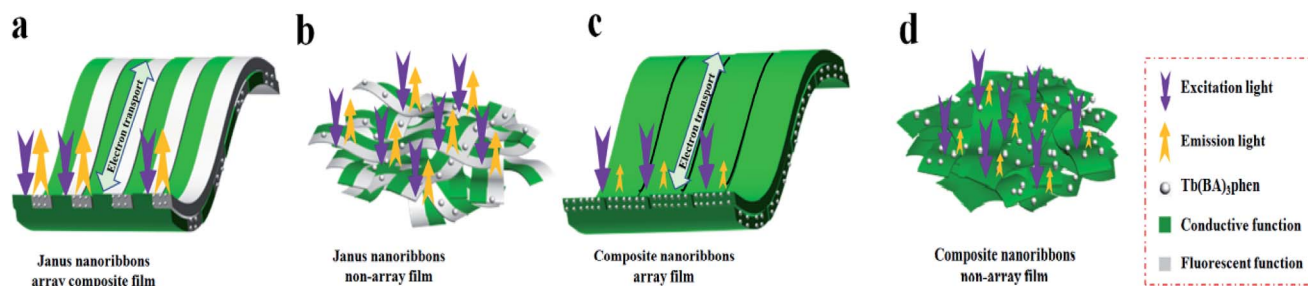 a
b
c
d
Electron transport
Electron transport
Janus nanoribbons
array composite film
Janus nanoribbons
non-array film
Composite nanoribbons
array film
Composite nanoribbons
non-array film
Excitation light
Emission light
Tb(BA)₃phen
Conductive function
Fluorescent function